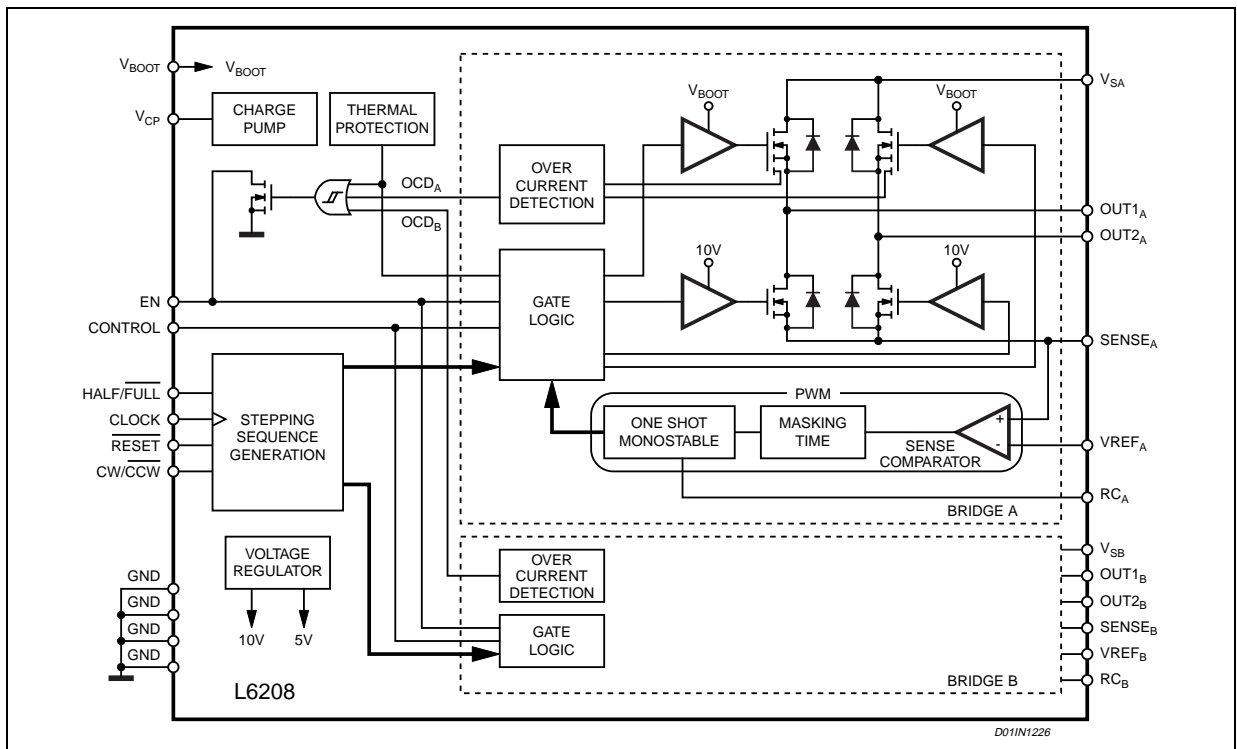 VBOOT
VBOOT
VCP
CHARGE
PUMP
THERMAL
PROTECTION
OCDA
OCDB
OVER
CURRENT
DETECTION
VBOOT
VBOOT
VSA
OUT1A
OUT2A
10V
10V
EN
CONTROL
GATE
LOGIC
SENSEA
HALF/FULL
CLOCK
RESET
CW/CCW
STEPPING
SEQUENCE
GENERATION
PWM
ONE SHOT
MONOSTABLE
MASKING
TIME
+
-
SENSE
COMPARATOR
VREFA
RCA
BRIDGE A
VOLTAGE
REGULATOR
10V
5V
GND
GND
GND
GND
OVER
CURRENT
DETECTION
GATE
LOGIC
VSB
OUT1B
OUT2B
SENSEB
VREFB
RCB
BRIDGE B
L6208
D01IN1226